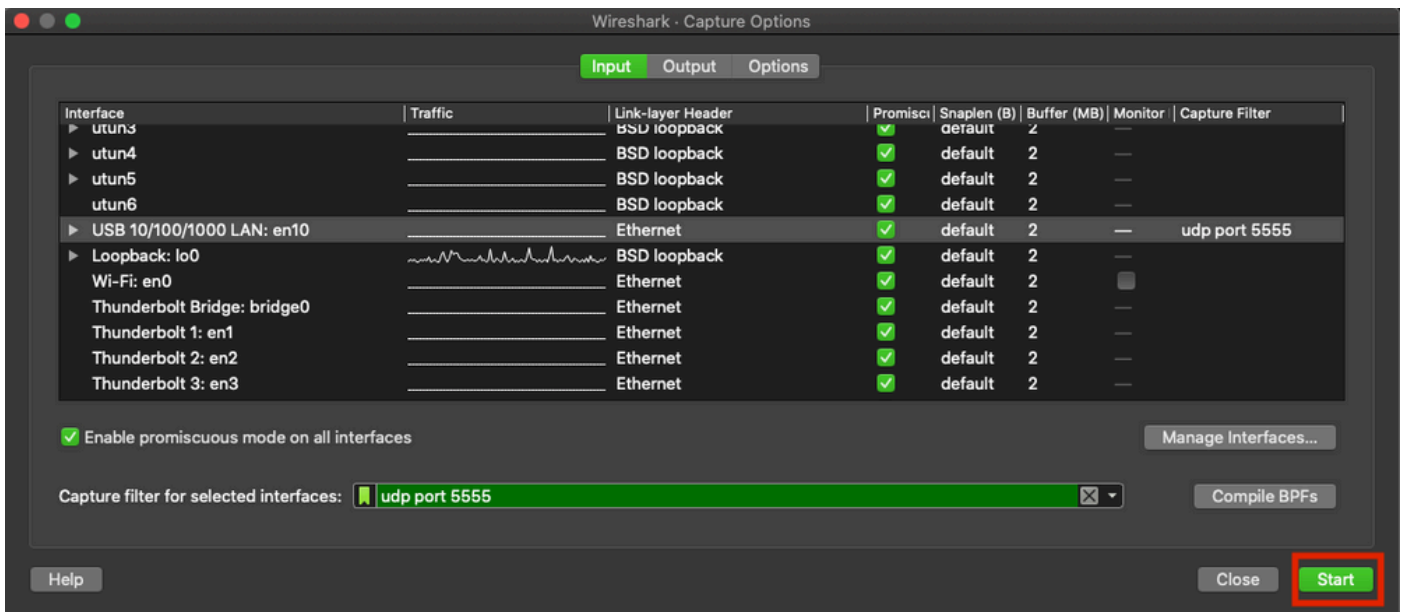 Wireshark · Capture Options
Input Output Options
Interface Traffic Link-layer Header Promisci Snaplen (B) Buffer (MB) Monitor Capture Filter
utun3 BSD loopback default 2 —
utun4 BSD loopback default 2 —
utun5 BSD loopback default 2 —
utun6 BSD loopback default 2 —
USB 10/100/1000 LAN: en10 Ethernet default 2 — udp port 5555
Loopback: lo0 BSD loopback default 2 —
Wi-Fi: en0 Ethernet default 2
Thunderbolt Bridge: bridge0 Ethernet default 2 —
Thunderbolt 1: en1 Ethernet default 2 —
Thunderbolt 2: en2 Ethernet default 2 —
Thunderbolt 3: en3 Ethernet default 2 —
Enable promiscuous mode on all interfaces Manage Interfaces...
Capture filter for selected interfaces: udp port 5555 Compile BPFs
Help Close Start